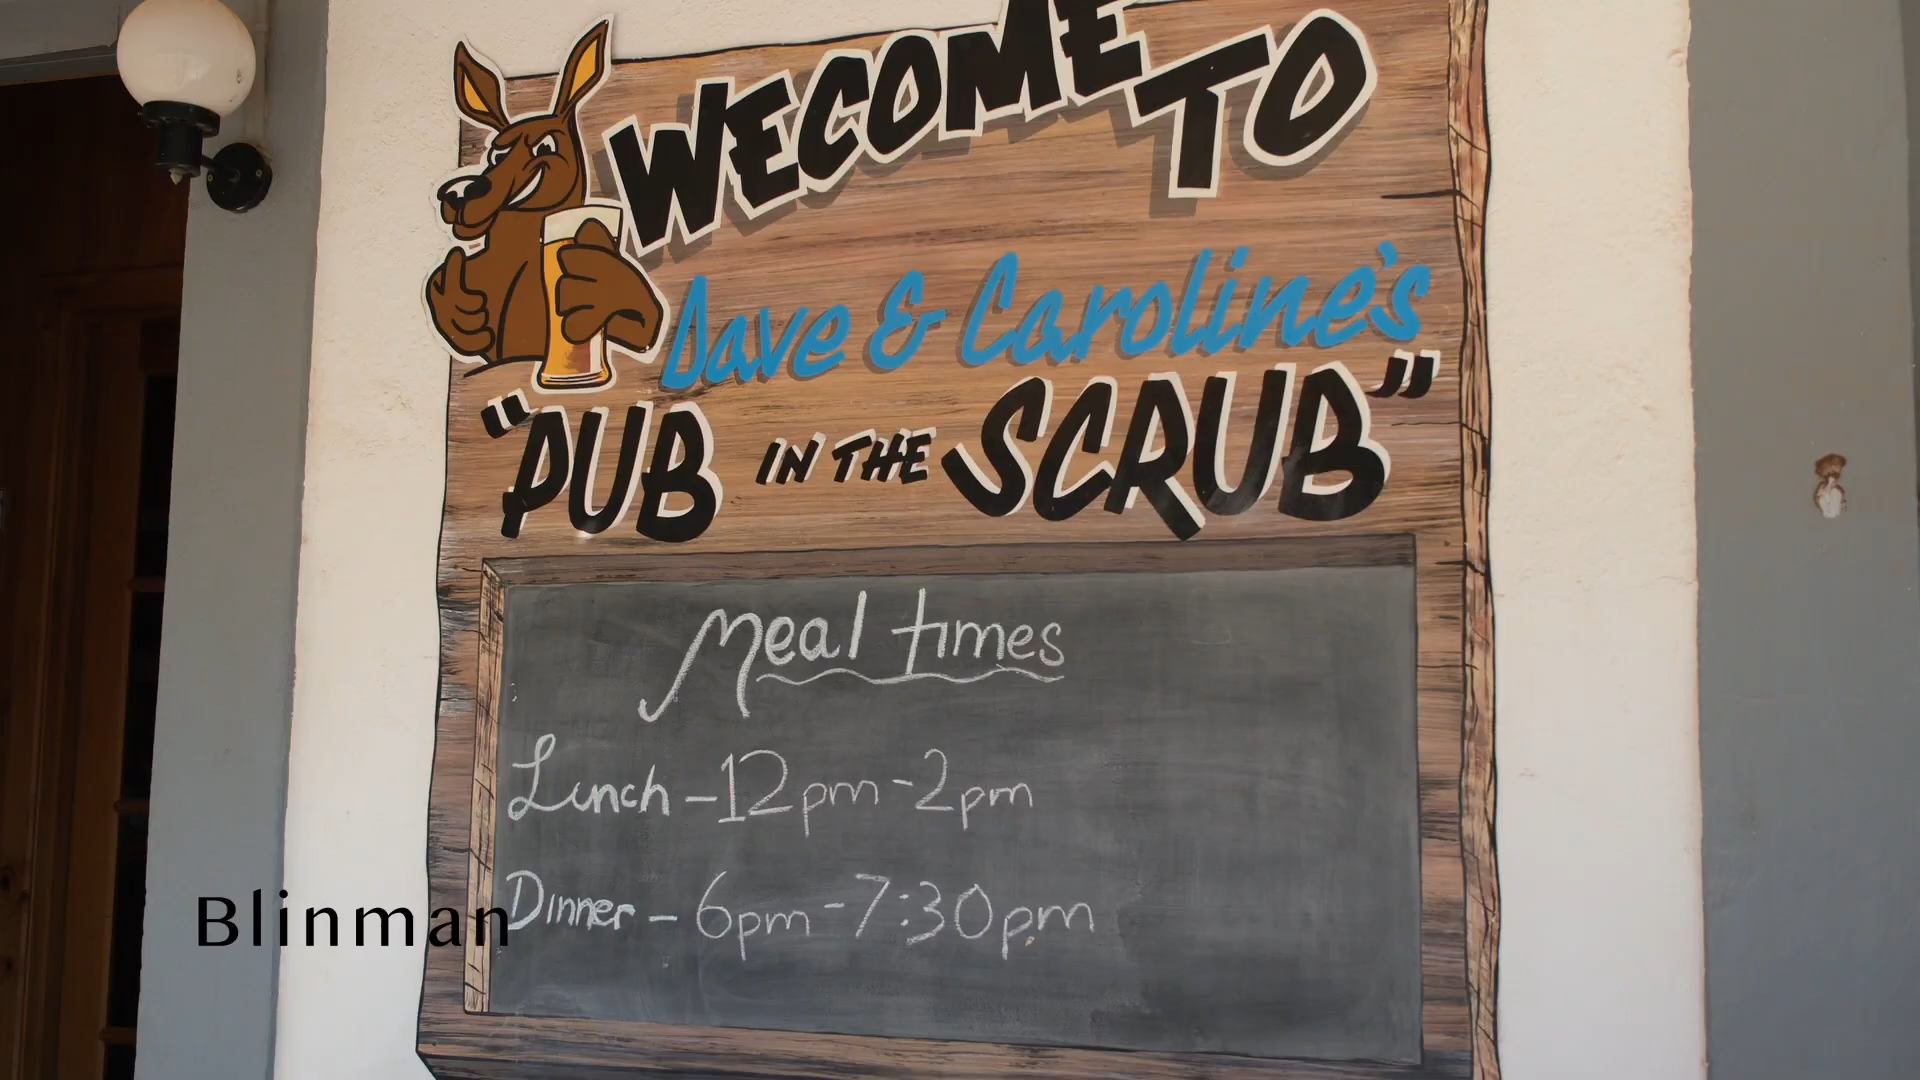 WECOME TO
Dave & Caroline's
"PUB IN THE SCRUB"
Meal times
Lunch - 12pm - 2pm
Dinner - 6pm - 7:30pm
Blinman